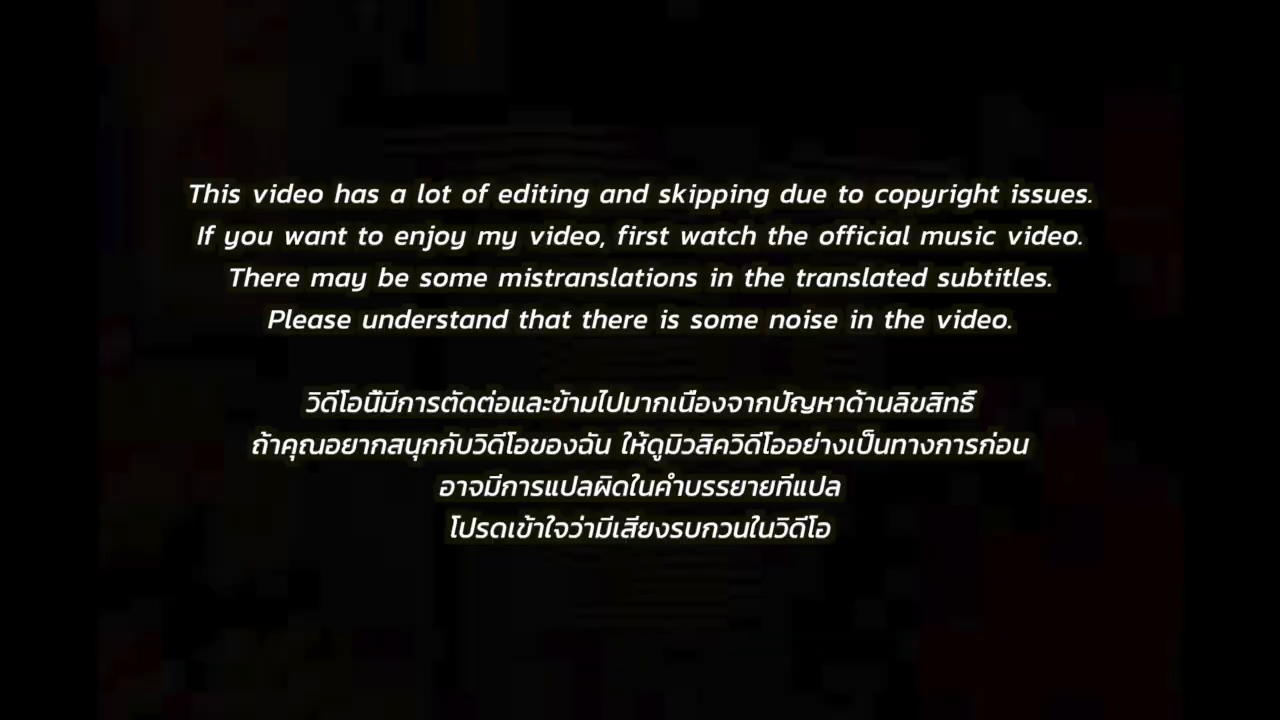 This video has a lot of editing and skipping due to copyright issues.
If you want to enjoy my video, first watch the official music video.
There may be some mistranslations in the translated subtitles.
Please understand that there is some noise in the video.
วิดีโอนี้มีการตัดต่อและข้ามไปมากเนื่องจากปัญหาด้านลิขสิทธิ์
ถ้าคุณอยากสนุกกับวิดีโอของฉัน ให้ดูมิวสิควิดีโออย่างเป็นทางการก่อน
อาจมีการแปลผิดในคำบรรยายที่แปล
โปรดเข้าใจว่ามีเสียงรบกวนในวิดีโอ